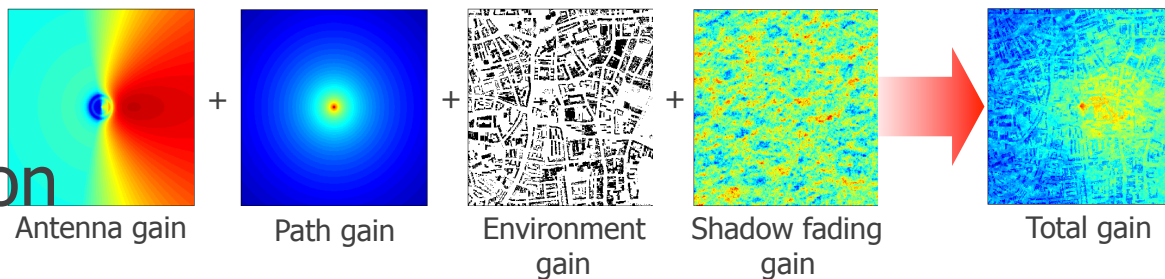 + + +
on
Antenna gain
Path gain
Environment
gain
Shadow fading
gain
Total gain